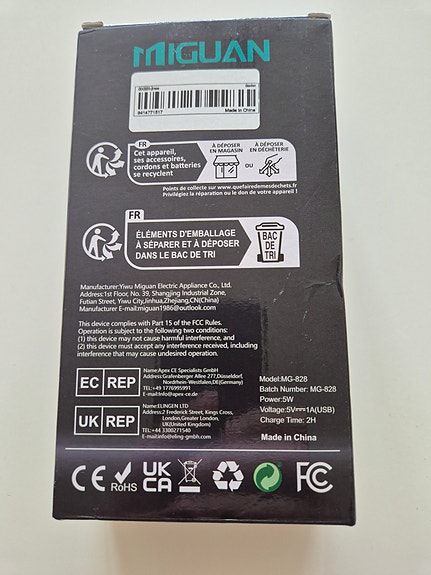 MIGUAN
Made in China
FR
Cet appareil,
ses accessoires,
cordons et batteries
se recyclent
À DÉPOSER
EN MAGASIN
OU
À DÉPOSER
EN DÉCHÈTERIE
Points de collecte sur www.quefairedemesdechets.fr
Privilégiez la réparation ou le don de votre appareil !
FR
ÉLÉMENTS D'EMBALLAGE
À SÉPARER ET À DÉPOSER
DANS LE BAC DE TRI
BAC
DE
TRI
Manufacturer:Yiwu Miguan Electric Appliance Co., Ltd.
Address:1st Floor, No. 39, Shangjing Industrial Zone,
Futian Street, Yiwu City,Jinhua,Zhejiang,CN(China)
Manufacturer E-mail:miguan1986@outlook.com
This device complies with Part 15 of the FCC Rules.
Operation is subject to the following two conditions:
(1) this device may not cause harmful interference, and
(2) this device must accept any interference received, including
interference that may cause undesired operation.
EC REP
Name:Apex CE Specialists GmbH
Address:Grafenberger Allee 277,Düsseldorf,
Nordrhein-Westfalen,DE(Germany)
TEL:+49 1776995991
E-mail:Info@apex-ce.de
UK REP
Name:ELINGEN LTD
Address:2 Frederick Street, Kings Cross,
London,Greater London,
UK(United Kingdom)
TEL:+44 3300271540
E-mail:info@eling-gmbh.com
Model:MG-828
Batch Number: MG-828
Power:5W
Voltage:5V⎓1A(USB)
Charge Time: 2H
Made in China
CE
RoHS
UK
CA
FC